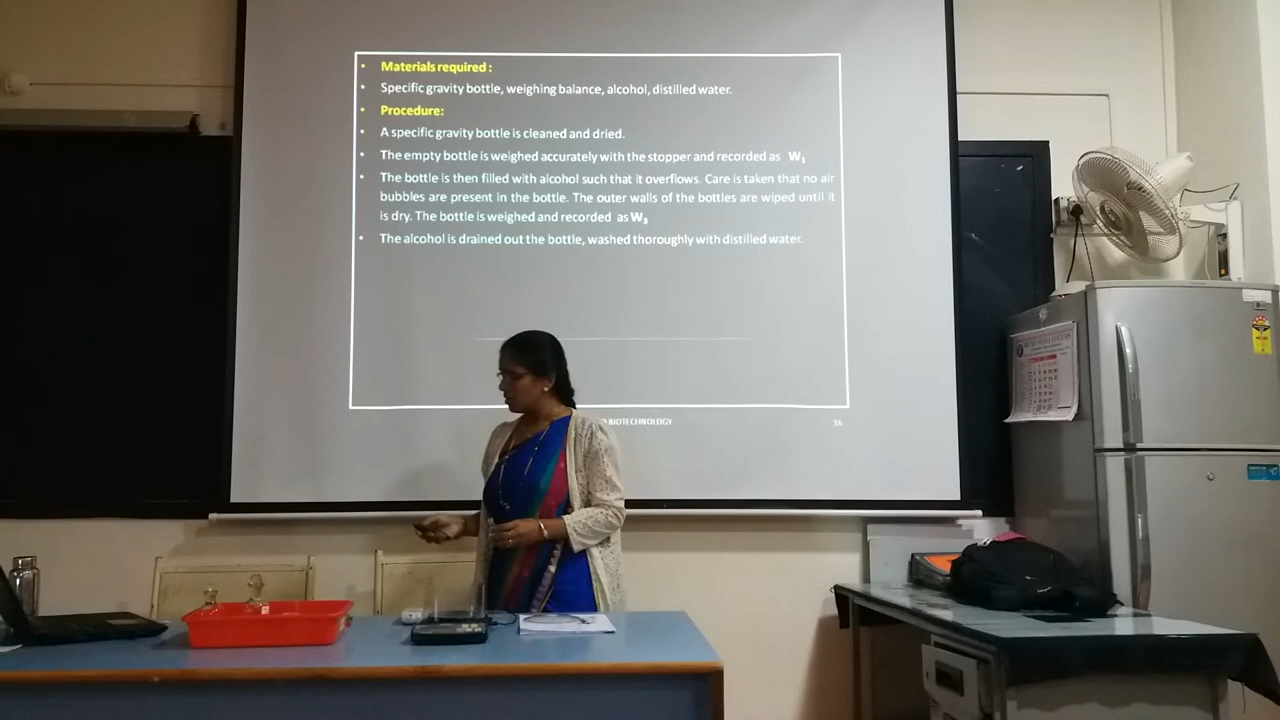 • Materials required :
• Specific gravity bottle, weighing balance, alcohol, distilled water.
• Procedure:
• A specific gravity bottle is cleaned and dried.
• The empty bottle is weighed accurately with the stopper and recorded as W₁
• The bottle is then filled with alcohol such that it overflows. Care is taken that no air
bubbles are present in the bottle. The outer walls of the bottles are wiped until it
is dry. The bottle is weighed and recorded as W₃
• The alcohol is drained out the bottle, washed thoroughly with distilled water.
BIOTECHNOLOGY 16